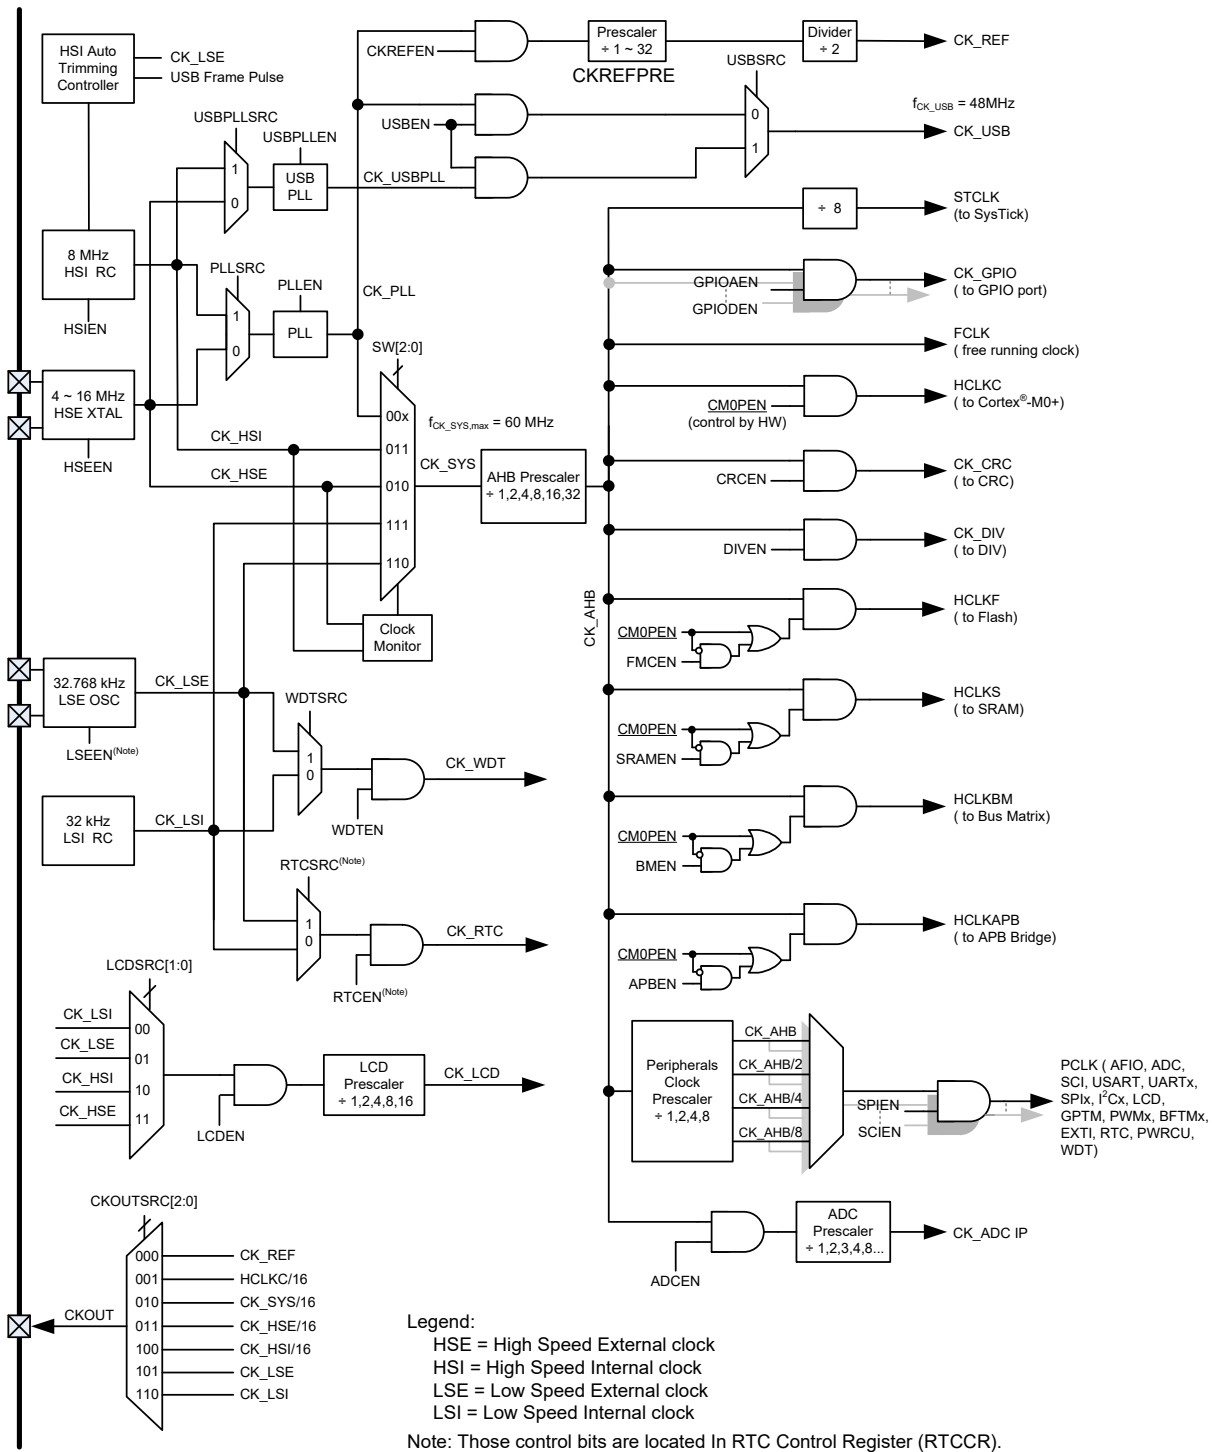 HSI Auto
Trimming
Controller
CK_LSE
USB Frame Pulse
CKREFEN
Prescaler
÷ 1 ~ 32
CKREFPRE
Divider
÷ 2
CK_REF
USBSRC
0
1
fCK_USB = 48MHz
CK_USB
USBEN
USBPLLSRC
1
0
USBPLLEN
USB
PLL
CK_USBPLL
÷ 8
STCLK
(to SysTick)
8 MHz
HSI RC
HSIEN
PLLSRC
1
0
PLLEN
PLL
CK_PLL
GPIOAEN
GPIODEN
CK_GPIO
( to GPIO port)
FCLK
( free running clock)
4 ~ 16 MHz
HSE XTAL
HSEEN
SW[2:0]
00x
011
010
111
110
fCK_SYS,max = 60 MHz
CK_HSI
CK_HSE
CK_SYS
AHB Prescaler
÷ 1,2,4,8,16,32
CM0PEN
(control by HW)
HCLKC
( to Cortex®-M0+)
CRCEN
CK_CRC
( to CRC)
DIVEN
CK_DIV
( to DIV)
CK_AHB
Clock
Monitor
CM0PEN
FMCEN
HCLKF
( to Flash)
32.768 kHz
LSE OSC
LSEEN(Note)
CK_LSE
WDTSRC
1
0
WDTEN
CK_WDT
CM0PEN
SRAMEN
HCLKS
( to SRAM)
32 kHz
LSI RC
CK_LSI
CM0PEN
BMEN
HCLKBM
( to Bus Matrix)
RTCSRC(Note)
1
0
RTCEN(Note)
CK_RTC
CM0PEN
APBEN
HCLKAPB
( to APB Bridge)
LCDSRC[1:0]
CK_LSI
CK_LSE
CK_HSI
CK_HSE
00
01
10
11
LCDEN
LCD
Prescaler
÷ 1,2,4,8,16
CK_LCD
Peripherals
Clock
Prescaler
÷ 1,2,4,8
CK_AHB
CK_AHB/2
CK_AHB/4
CK_AHB/8
SPIEN
SCIEN
PCLK ( AFIO, ADC,
SCI, USART, UARTx,
SPIx, I²Cx, LCD,
GPTM, PWMx, BFTMx,
EXTI, RTC, PWRCU,
WDT)
ADCEN
ADC
Prescaler
÷ 1,2,3,4,8...
CK_ADC IP
CKOUTSRC[2:0]
CKOUT
000 CK_REF
001 HCLKC/16
010 CK_SYS/16
011 CK_HSE/16
100 CK_HSI/16
101 CK_LSE
110 CK_LSI
Legend:
HSE = High Speed External clock
HSI = High Speed Internal clock
LSE = Low Speed External clock
LSI = Low Speed Internal clock
Note: Those control bits are located In RTC Control Register (RTCCR).